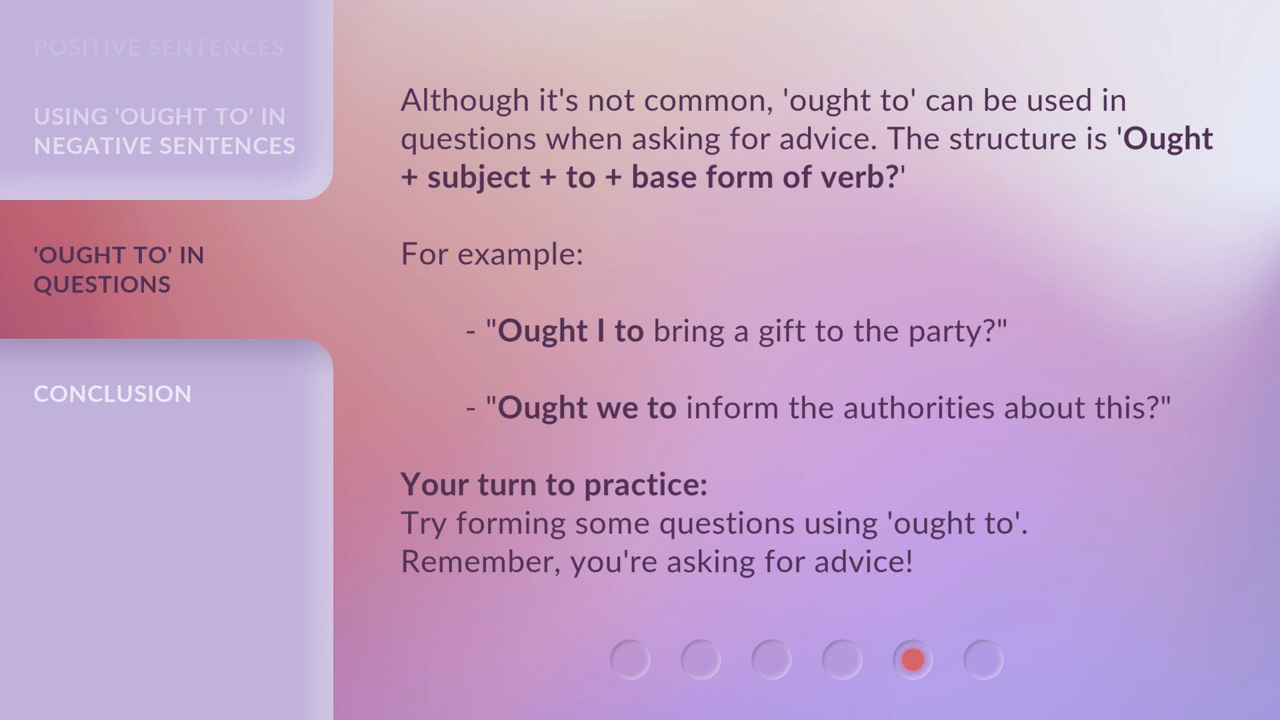 POSITIVE SENTENCES
USING 'OUGHT TO' IN
NEGATIVE SENTENCES
'OUGHT TO' IN
QUESTIONS
CONCLUSION
Although it's not common, 'ought to' can be used in
questions when asking for advice. The structure is 'Ought
+ subject + to + base form of verb?'
For example:
- "Ought I to bring a gift to the party?"
- "Ought we to inform the authorities about this?"
Your turn to practice:
Try forming some questions using 'ought to'.
Remember, you're asking for advice!